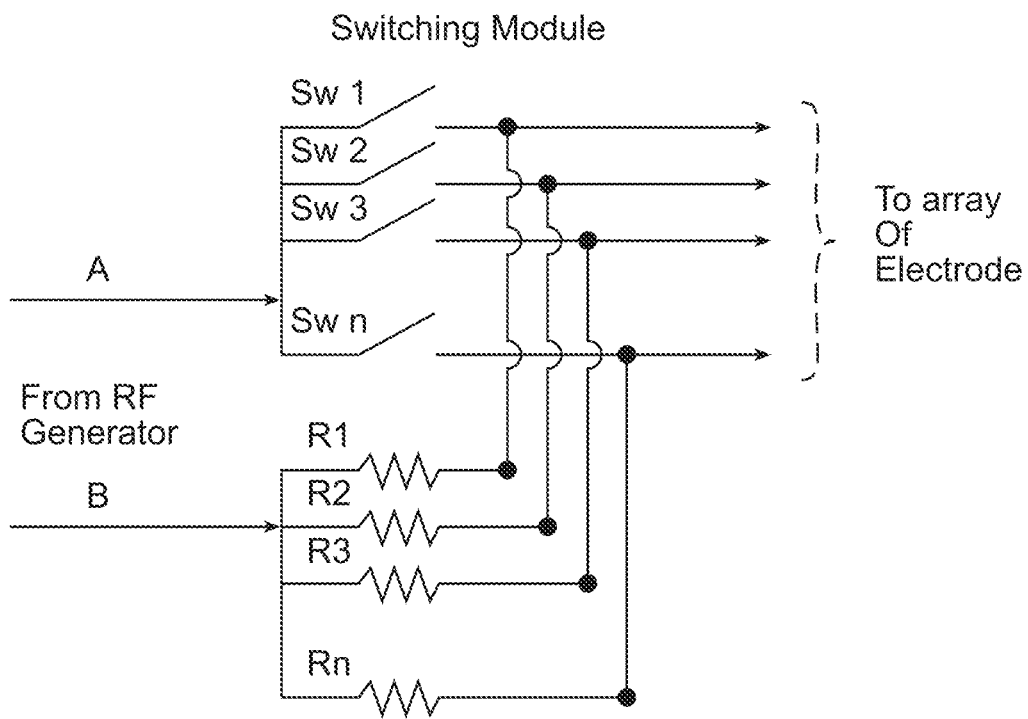 Switching Module
Sw 1
Sw 2
Sw 3
A
Sw n
To array
Of
Electrode
From RF
Generator
B
R1
R2
R3
Rn